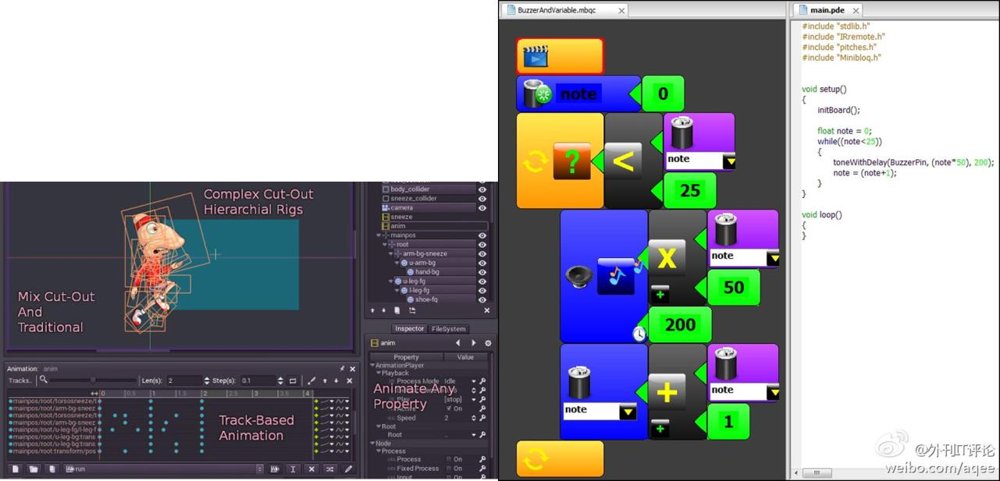 Complex Cut-Out
Hierarchial Rigs
Mix Cut-Out
And
Traditional
body_collider
sneeze_collider
camera
sneeze
anim
mainpos
root
arm-bg-sneeze
u-arm-bg
hand-bg
u-leg-fg
l-leg-fg
shoe-fg
Inspector FileSystem
anim
Property Value
AnimationPlayer
Playback
Process Mode Idle
Play [stop]
Active On
Speed 2
Root
Root
Node
Process
Process On
Fixed Process On
Input On
Animate Any
Property
Animation: anim
Tracks.. Len(s): 2 Step(s): 0.1
0 0.5 1 1.5 2 2.5 3 3.5 4
mainpos/root/torsosneeze/t
mainpos/root/arm-bg-sneez
mainpos/root/torsosneeze/t
mainpos/root/arm-bg-sneez
mainpos/root/u-leg-fg/l-leg-f
mainpos/root/u-leg-bg:trans
mainpos/root/u-leg-bg:trans
mainpos/root:transform/pos
Track-Based
Animation
run
BuzzerAndVariable.mbqc
note 0
? < note
25
X note
50
200
note + note
1
main.pde
#include "stdlib.h"
#include "IRremote.h"
#include "pitches.h"
#include "Minibloq.h"
void setup()
{
initBoard();
float note = 0;
while((note<25))
{
toneWithDelay(BuzzerPin, (note*50), 200);
note = (note+1);
}
}
void loop()
{
}
@外刊IT评论
weibo.com/aqee